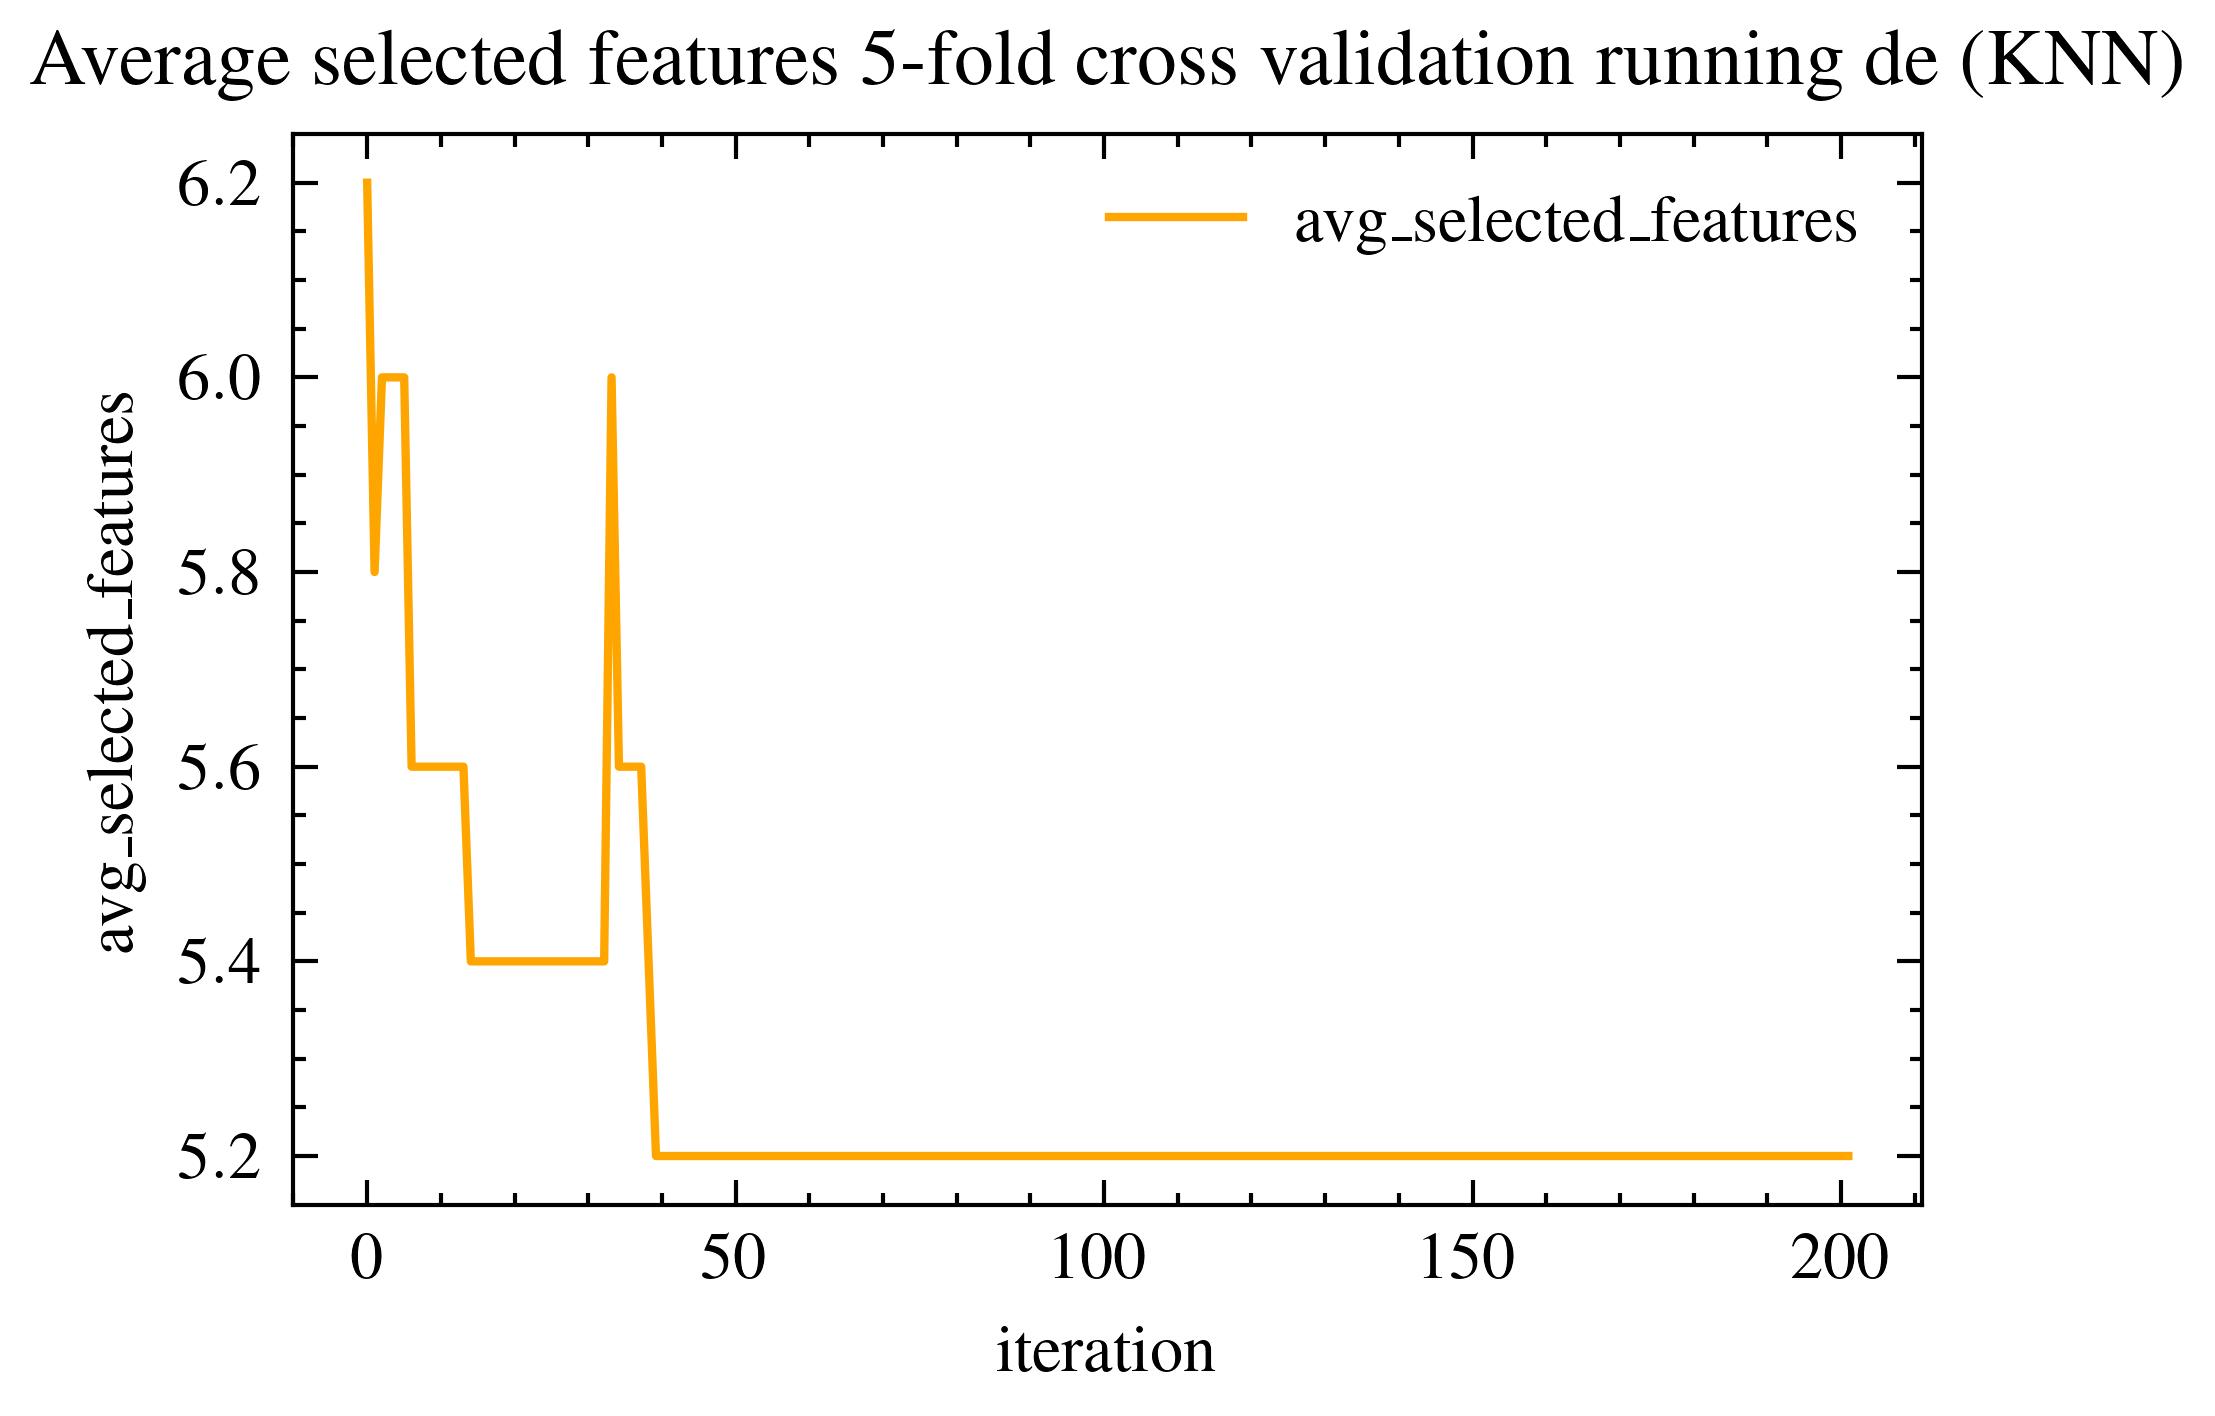 Average selected features 5-fold cross validation running de (KNN)
avg_selected_features
6.2
6.0
5.8
5.6
5.4
5.2
avg_selected_features
0 50 100 150 200
iteration